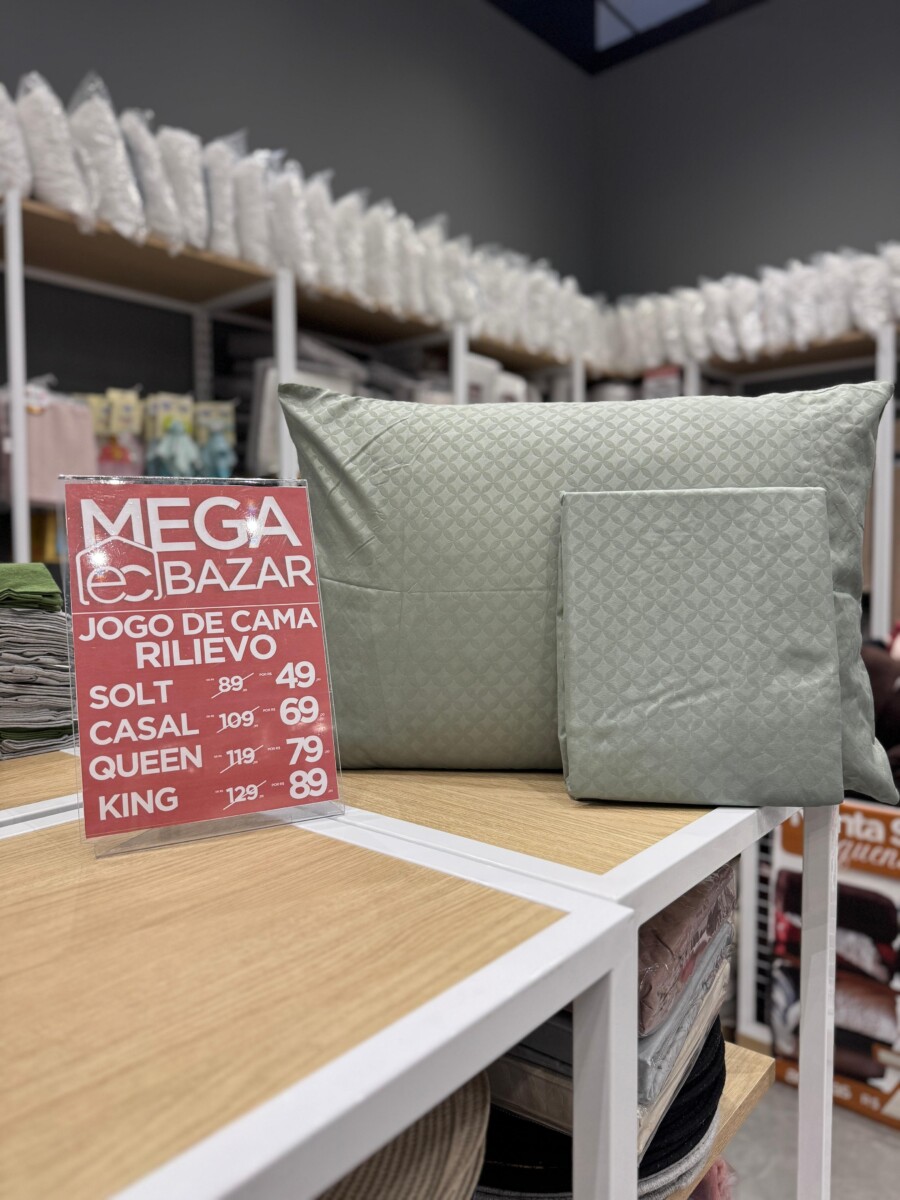 MEGA
ec BAZAR
JOGO DE CAMA
RILIEVO
SOLT 89 49
CASAL 109 69
QUEEN 119 79
KING 129 89